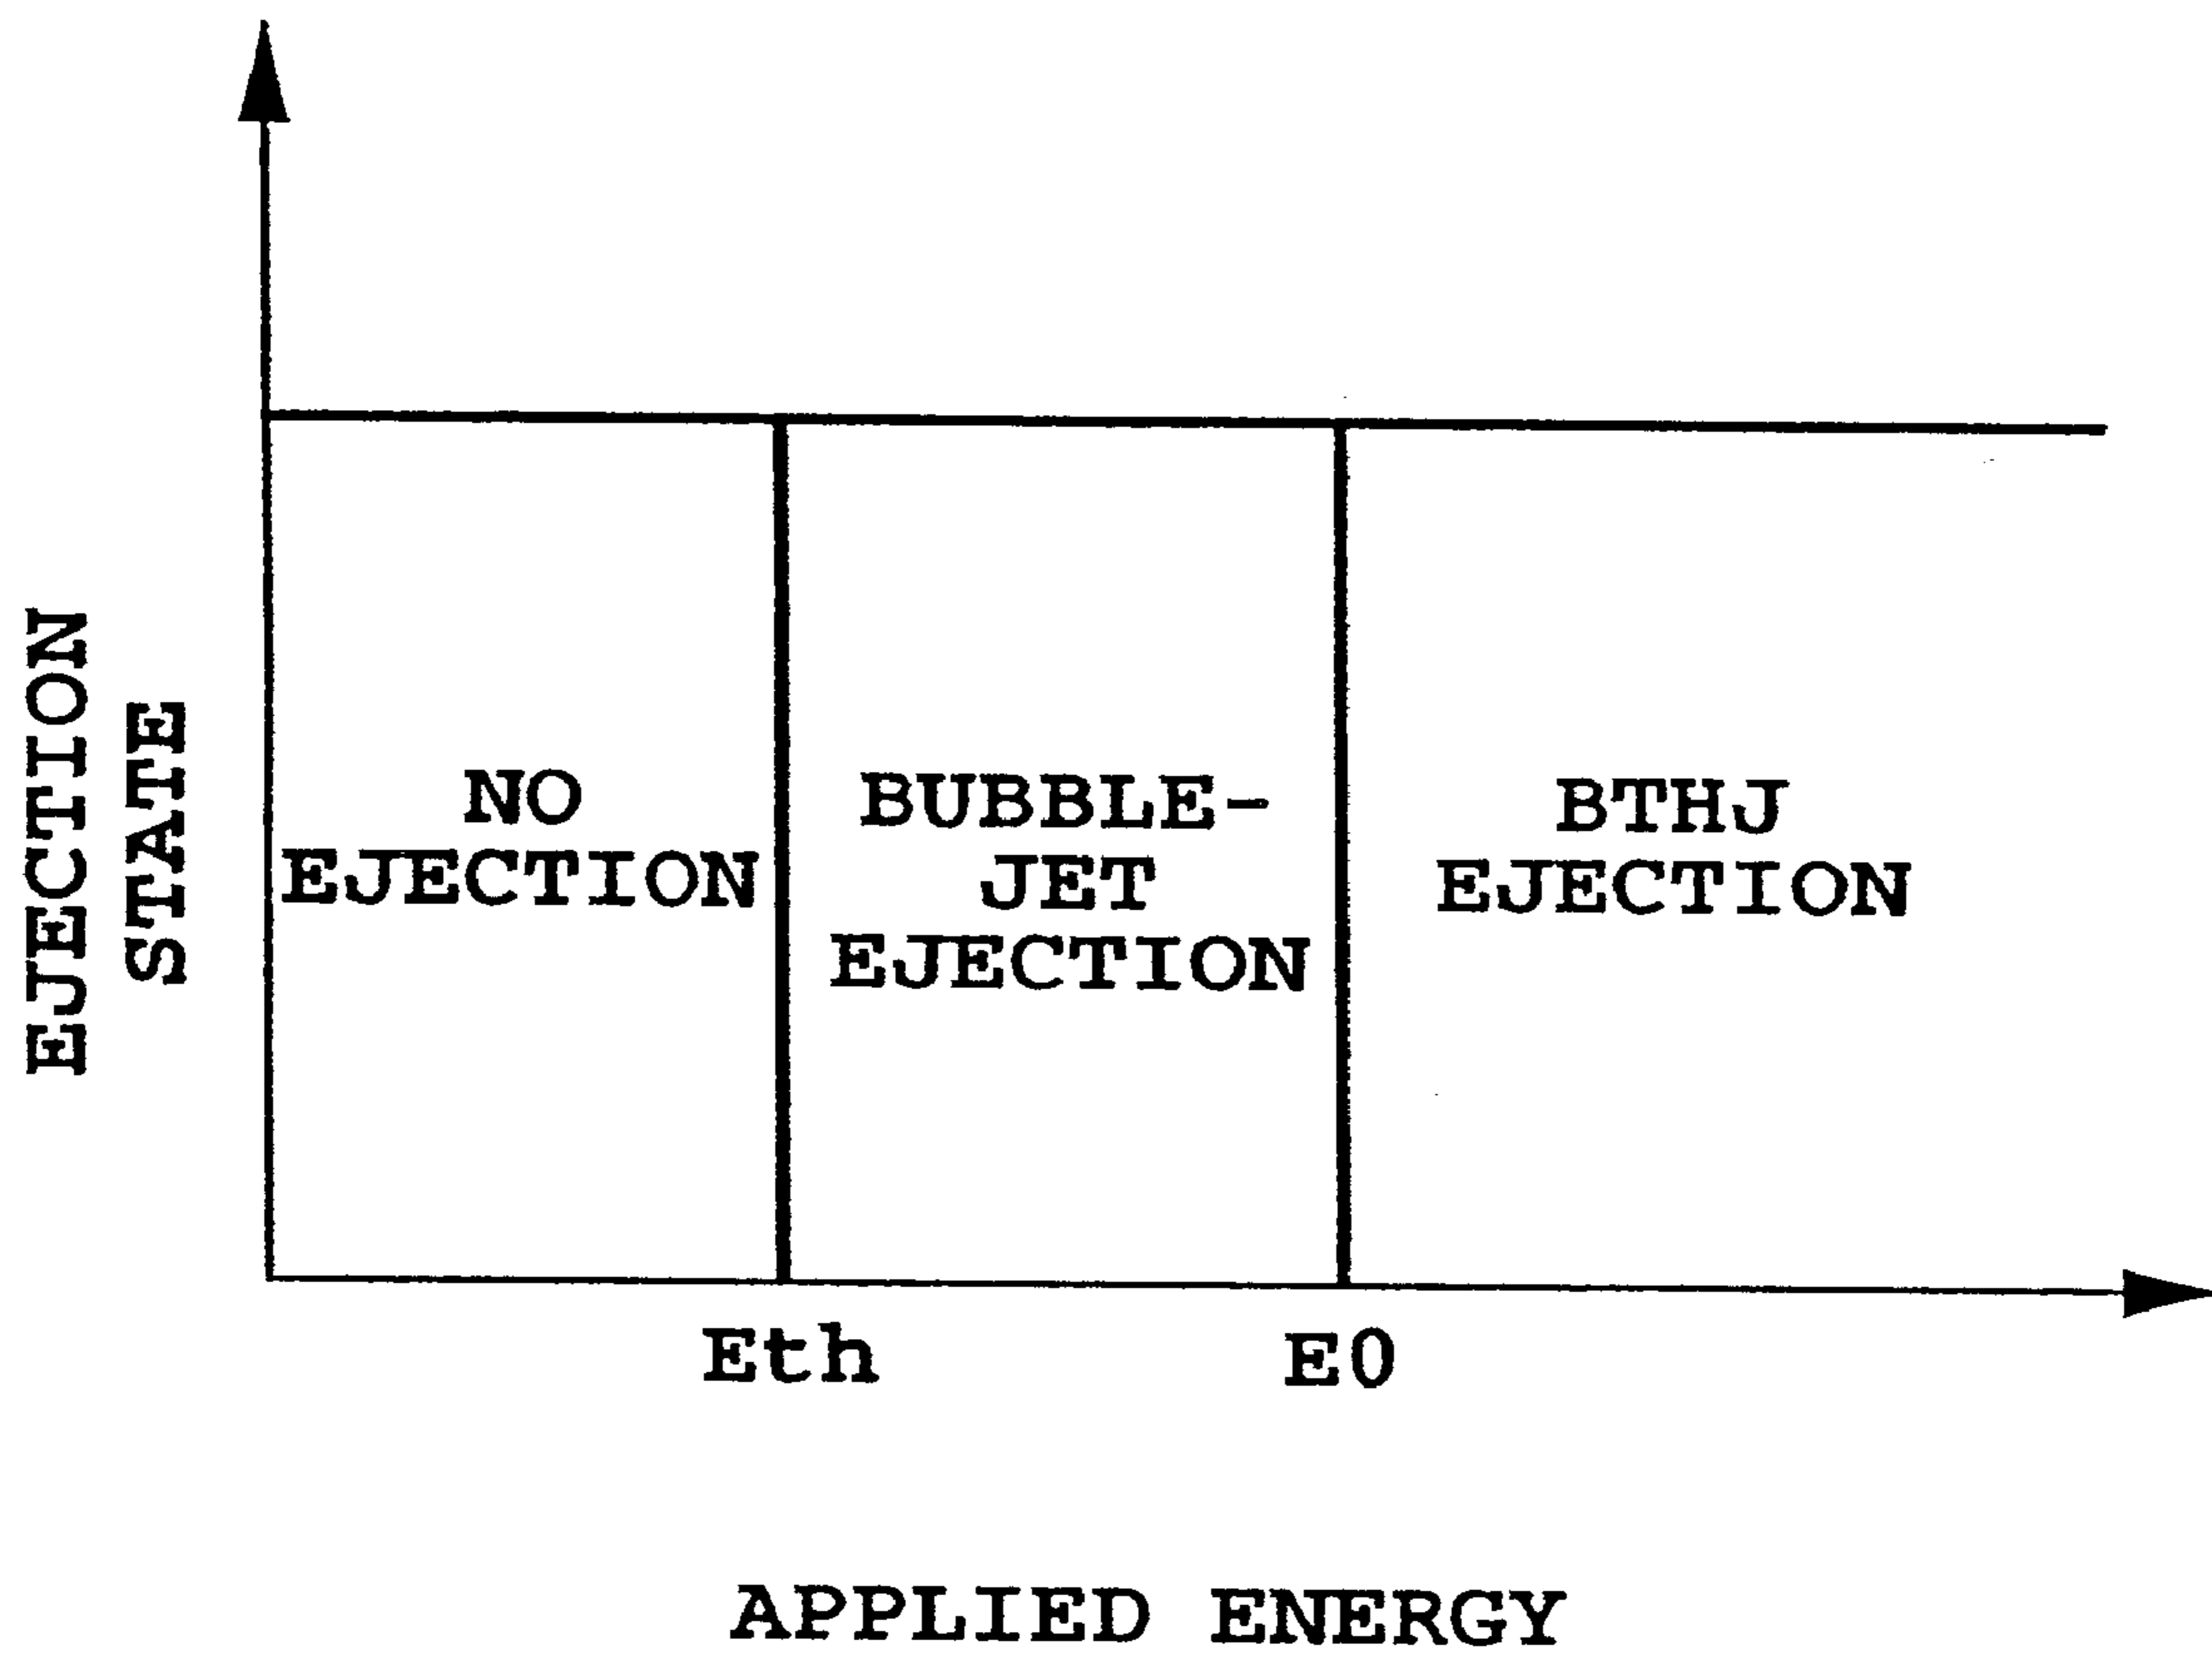 EJECTION
STATE
NO
EJECTION
BUBBLE-
JET
EJECTION
BTHJ
EJECTION
Eth
E0
APPLIED ENERGY